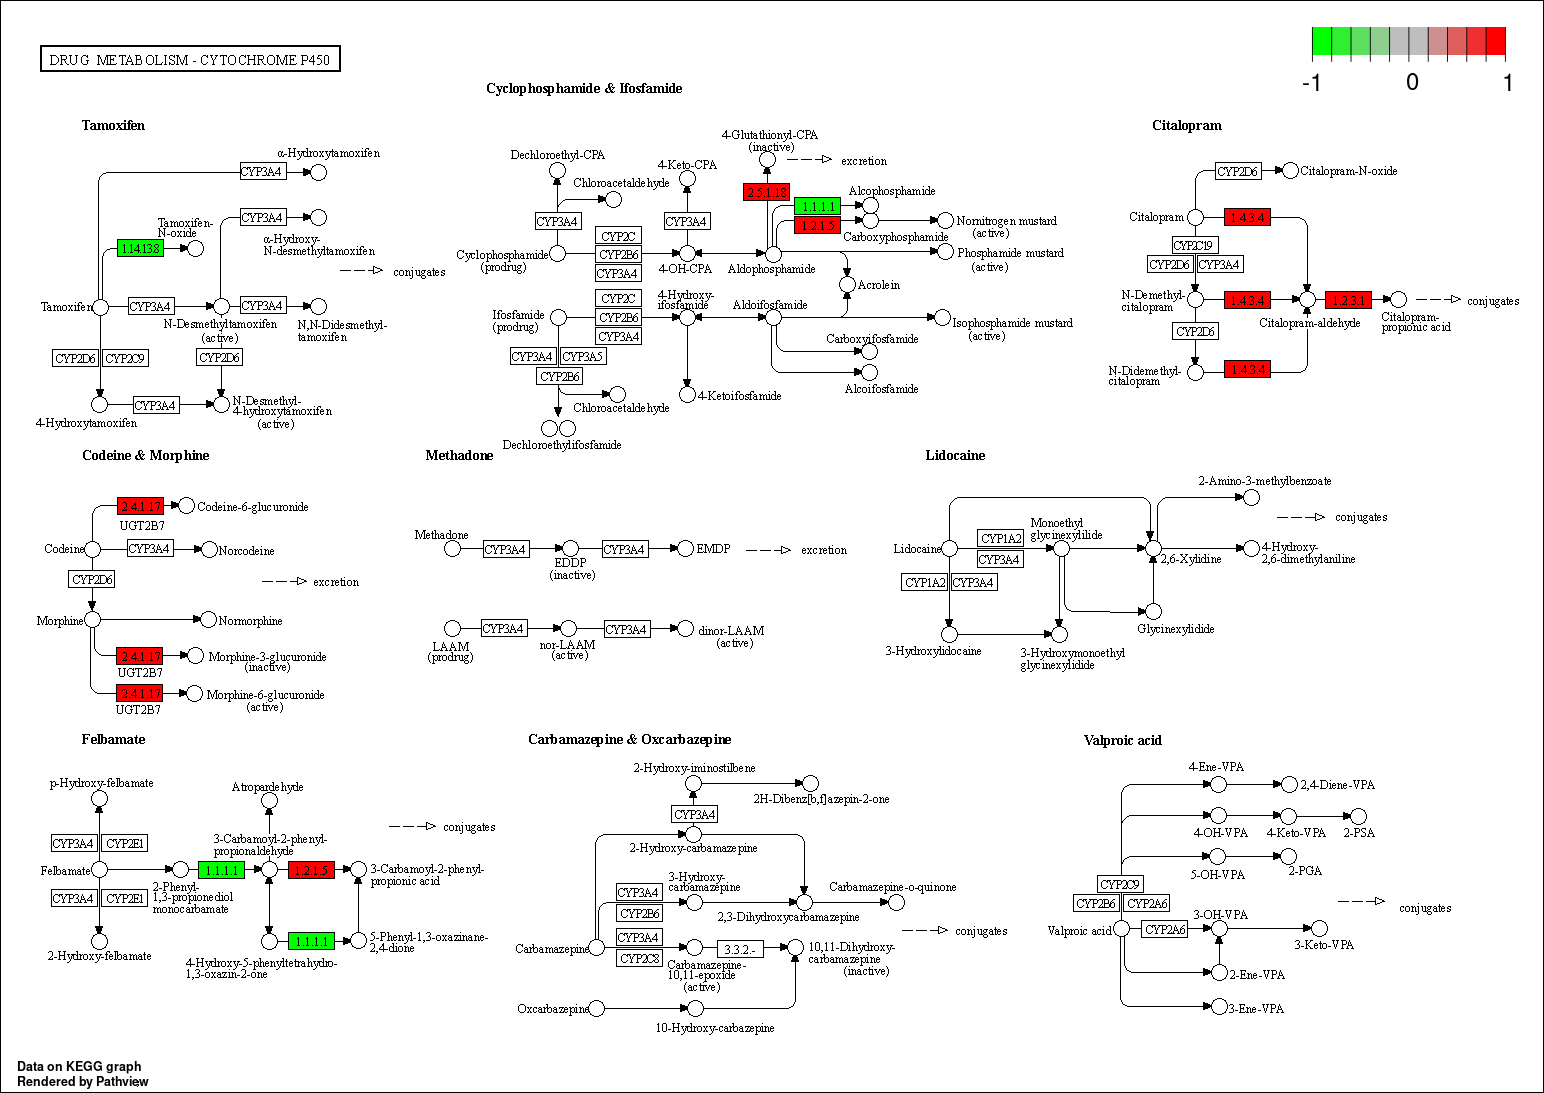 DRUG METABOLISM - CYTOCHROME P450
-1
0
1
Cyclophosphamide & Ifosfamide
Tamoxifen
α-Hydroxytamoxifen
CYP3A4
Tamoxifen-
N-oxide
1.14.13.8
CYP3A4
α-Hydroxy-
N-desmethyltamoxifen
conjugates
Tamoxifen
CYP3A4
CYP3A4
N-Desmethyltamoxifen
(active)
N,N-Didesmethyl-
tamoxifen
CYP2D6
CYP2C9
CYP2D6
CYP3A4
4-Hydroxytamoxifen
N-Desmethyl-
4-hydroxytamoxifen
(active)
4-Glutathionyl-CPA
(inactive)
excretion
Dechloroethyl-CPA
4-Keto-CPA
Chloroacetaldehyde
2.5.1.18
Alcophosphamide
1.1.1.1
1.2.1.5
CYP3A4
CYP3A4
Nornitrogen mustard
(active)
Carboxyphosphamide
CYP2C
CYP2B6
CYP3A4
Cyclophosphamide
(prodrug)
4-OH-CPA
Aldophosphamide
Phosphamide mustard
(active)
Acrolein
CYP2C
CYP2B6
CYP3A4
4-Hydroxy-
ifosfamide
Aldoifosfamide
Ifosfamide
(prodrug)
Isophosphamide mustard
(active)
Carboxyifosfamide
CYP3A4
CYP3A5
CYP2B6
Alcoifosfamide
4-Ketoifosfamide
Chloroacetaldehyde
Dechloroethylifosfamide
Citalopram
CYP2D6
Citalopram-N-oxide
Citalopram
1.4.3.4
CYP2C19
CYP2D6
CYP3A4
N-Demethyl-
citalopram
1.4.3.4
1.2.3.1
conjugates
Citalopram-aldehyde
Citalopram-
propionic acid
CYP2D6
N-Didemethyl-
citalopram
1.4.3.4
Codeine & Morphine
2.4.1.17
Codeine-6-glucuronide
UGT2B7
Codeine
CYP3A4
Norcodeine
CYP2D6
excretion
Morphine
Normorphine
2.4.1.17
Morphine-3-glucuronide
(inactive)
UGT2B7
2.4.1.17
Morphine-6-glucuronide
(active)
UGT2B7
Methadone
Methadone
CYP3A4
CYP3A4
EMDP
excretion
EDDP
(inactive)
CYP3A4
CYP3A4
dinor-LAAM
(active)
LAAM
(prodrug)
nor-LAAM
(active)
Lidocaine
2-Amino-3-methylbenzoate
conjugates
Monoethyl
glycinexylilide
CYP1A2
CYP3A4
Lidocaine
2,6-Xylidine
4-Hydroxy-
2,6-dimethylaniline
CYP1A2
CYP3A4
Glycinexylidide
3-Hydroxylidocaine
3-Hydroxymonoethyl
glycinexylidide
Felbamate
p-Hydroxy-felbamate
Atropardehyde
conjugates
CYP3A4
CYP2E1
3-Carbamoyl-2-phenyl-
propionaldehyde
Felbamate
1.1.1.1
1.2.1.5
3-Carbamoyl-2-phenyl-
propionic acid
2-Phenyl-
1,3-propionediol
monocarbamate
CYP3A4
CYP2E1
1.1.1.1
5-Phenyl-1,3-oxazinane-
2,4-dione
2-Hydroxy-felbamate
4-Hydroxy-5-phenyltetrahydro-
1,3-oxazin-2-one
Carbamazepine & Oxcarbazepine
2-Hydroxy-iminostilbene
2H-Dibenz[b,f]azepin-2-one
CYP3A4
2-Hydroxy-carbamazepine
3-Hydroxy-
carbamazepine
CYP3A4
CYP2B6
Carbamazepine-o-quinone
2,3-Dihydroxycarbamazepine
conjugates
CYP3A4
CYP2C8
Carbamazepine
3.3.2.-
Carbamazepine-
10,11-epoxide
(active)
10,11-Dihydroxy-
carbamazepine
(inactive)
Oxcarbazepine
10-Hydroxy-carbazepine
Valproic acid
4-Ene-VPA
2,4-Diene-VPA
4-OH-VPA
4-Keto-VPA
2-PSA
5-OH-VPA
2-PGA
CYP2C9
CYP2B6
CYP2A6
conjugates
3-OH-VPA
Valproic acid
CYP2A6
3-Keto-VPA
2-Ene-VPA
3-Ene-VPA
Data on KEGG graph
Rendered by Pathview